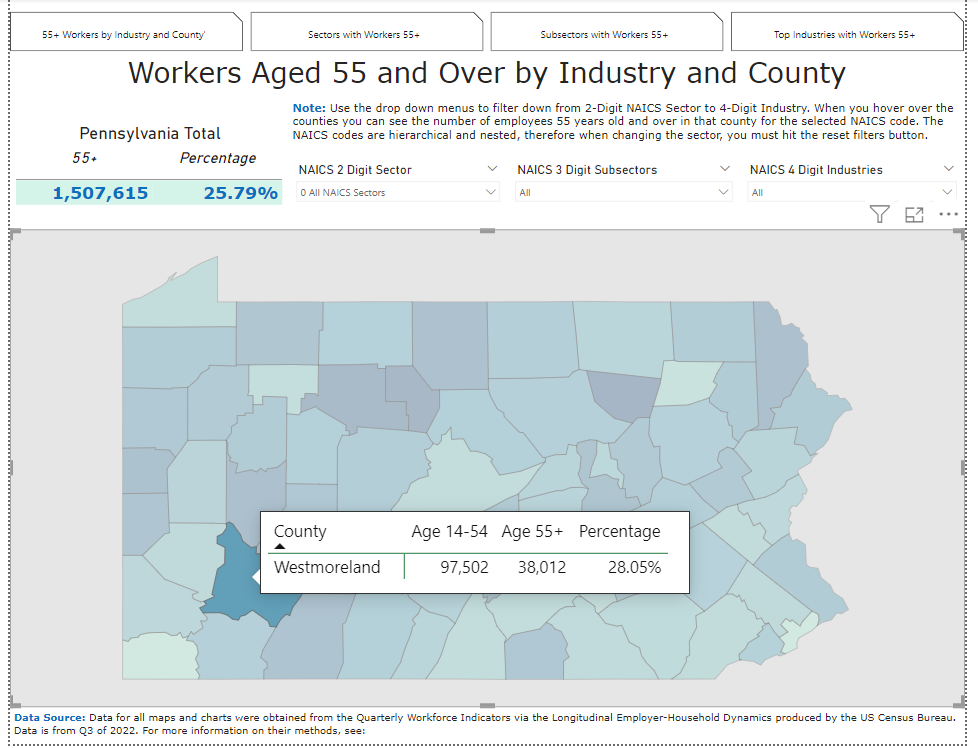 55+ Workers by Industry and County'
Sectors with Workers 55+
Subsectors with Workers 55+
Top Industries with Workers 55+
Workers Aged 55 and Over by Industry and County
Note: Use the drop down menus to filter down from 2-Digit NAICS Sector to 4-Digit Industry. When you hover over the
counties you can see the number of employees 55 years old and over in that county for the selected NAICS code. The
NAICS codes are hierarchical and nested, therefore when changing the sector, you must hit the reset filters button.
Pennsylvania Total
55+ Percentage
1,507,615 25.79%
NAICS 2 Digit Sector
0 All NAICS Sectors
NAICS 3 Digit Subsectors
All
NAICS 4 Digit Industries
All
County Age 14-54 Age 55+ Percentage
Westmoreland 97,502 38,012 28.05%
Data Source: Data for all maps and charts were obtained from the Quarterly Workforce Indicators via the Longitudinal Employer-Household Dynamics produced by the US Census Bureau.
Data is from Q3 of 2022. For more information on their methods, see: